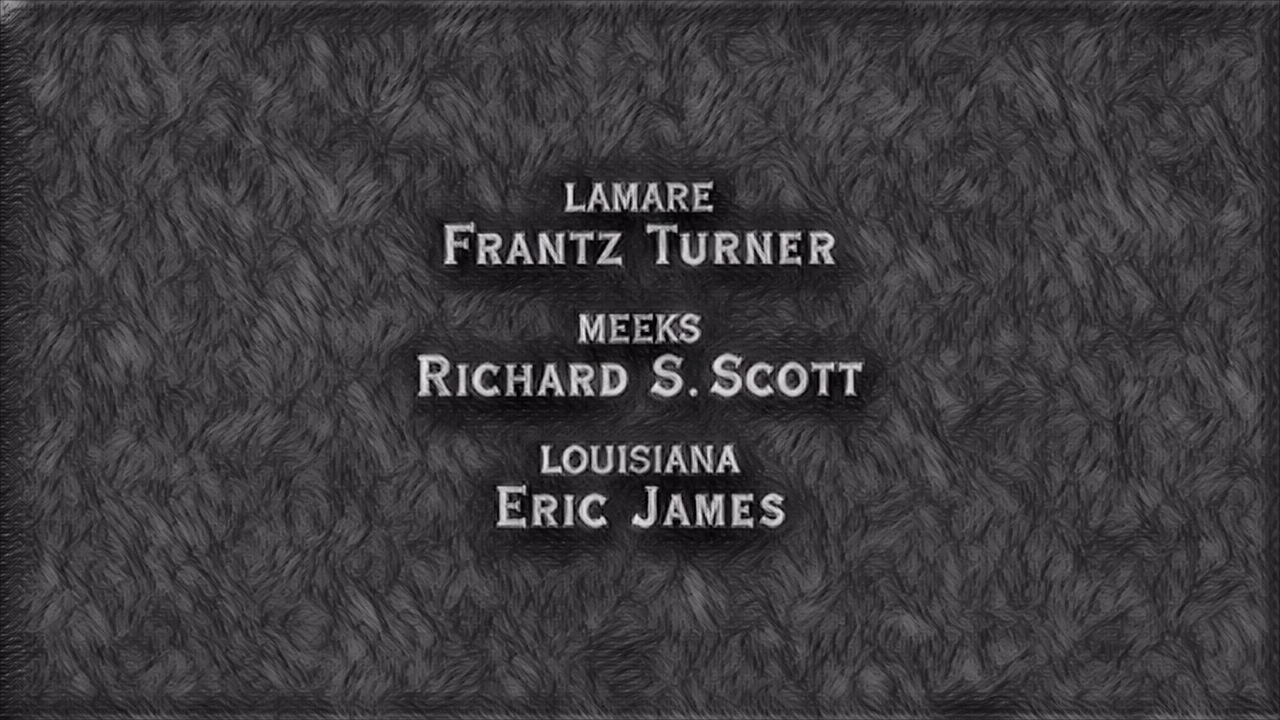 LAMARE
FRANTZ TURNER
MEEKS
RICHARD S. SCOTT
LOUISIANA
ERIC JAMES